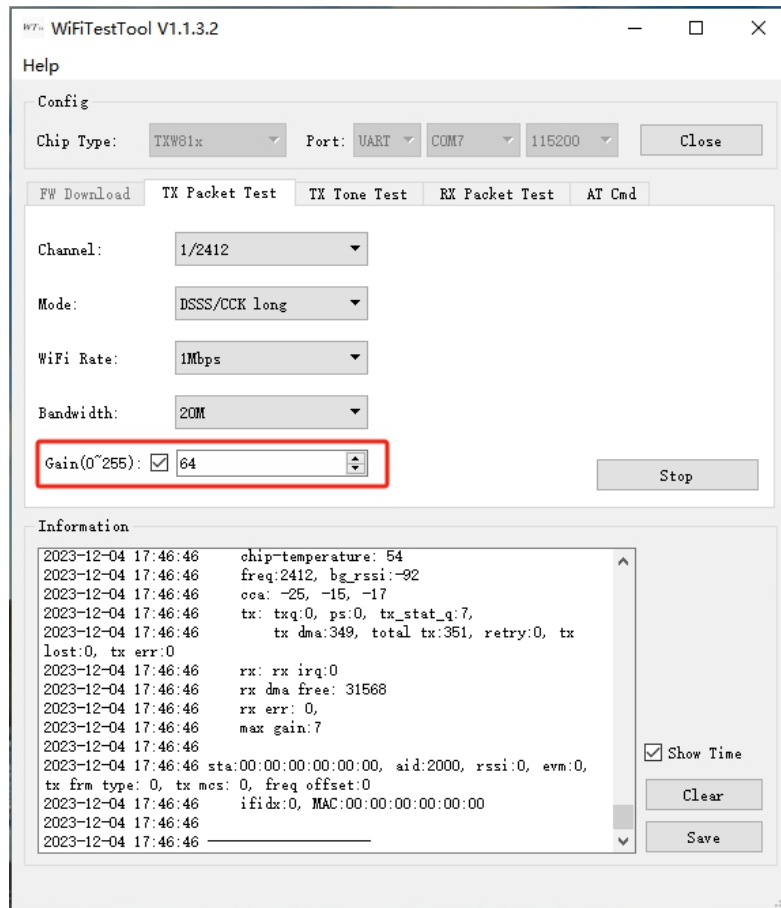 WTn WiFiTestTool V1.1.3.2
Help
Config
Chip Type: TXW81x Port: UART COM7 115200 Close
FW Download TX Packet Test TX Tone Test RX Packet Test AT Cmd
Channel: 1/2412
Mode: DSSS/CCK long
WiFi Rate: 1Mbps
Bandwidth: 20M
Gain(0~255): 64
Stop
Information
2023-12-04 17:46:46 chip-temperature: 54
2023-12-04 17:46:46 freq:2412, bg_rssi:-92
2023-12-04 17:46:46 cca: -25, -15, -17
2023-12-04 17:46:46 tx: txq:0, ps:0, tx_stat_q:7,
2023-12-04 17:46:46 tx dma:349, total tx:351, retry:0, tx
lost:0, tx err:0
2023-12-04 17:46:46 rx: rx irq:0
2023-12-04 17:46:46 rx dma free: 31568
2023-12-04 17:46:46 rx err: 0,
2023-12-04 17:46:46 max gain:7
2023-12-04 17:46:46
2023-12-04 17:46:46 sta:00:00:00:00:00:00, aid:2000, rssi:0, evm:0,
tx frm type: 0, tx mcs: 0, freq offset:0
2023-12-04 17:46:46 ifidx:0, MAC:00:00:00:00:00:00
2023-12-04 17:46:46
2023-12-04 17:46:46 ————————————
Show Time
Clear
Save